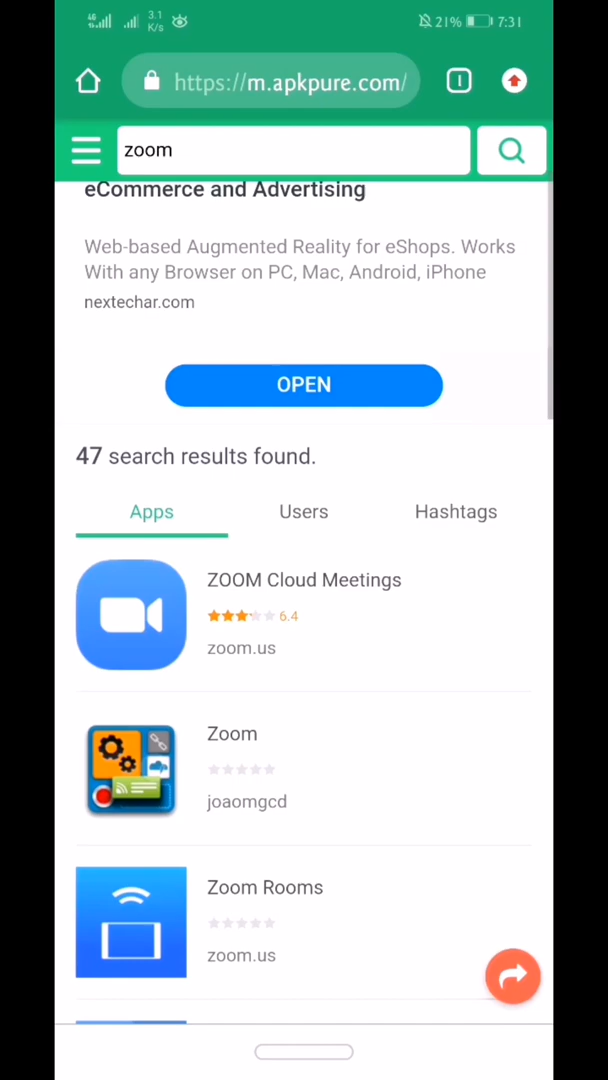 4G
3.1
K/s
21%
7:31
https://m.apkpure.com/
zoom
eCommerce and Advertising
Web-based Augmented Reality for eShops. Works
With any Browser on PC, Mac, Android, iPhone
nextechar.com
OPEN
47 search results found.
Apps
Users
Hashtags
ZOOM Cloud Meetings
6.4
zoom.us
Zoom
joaomgcd
Zoom Rooms
zoom.us